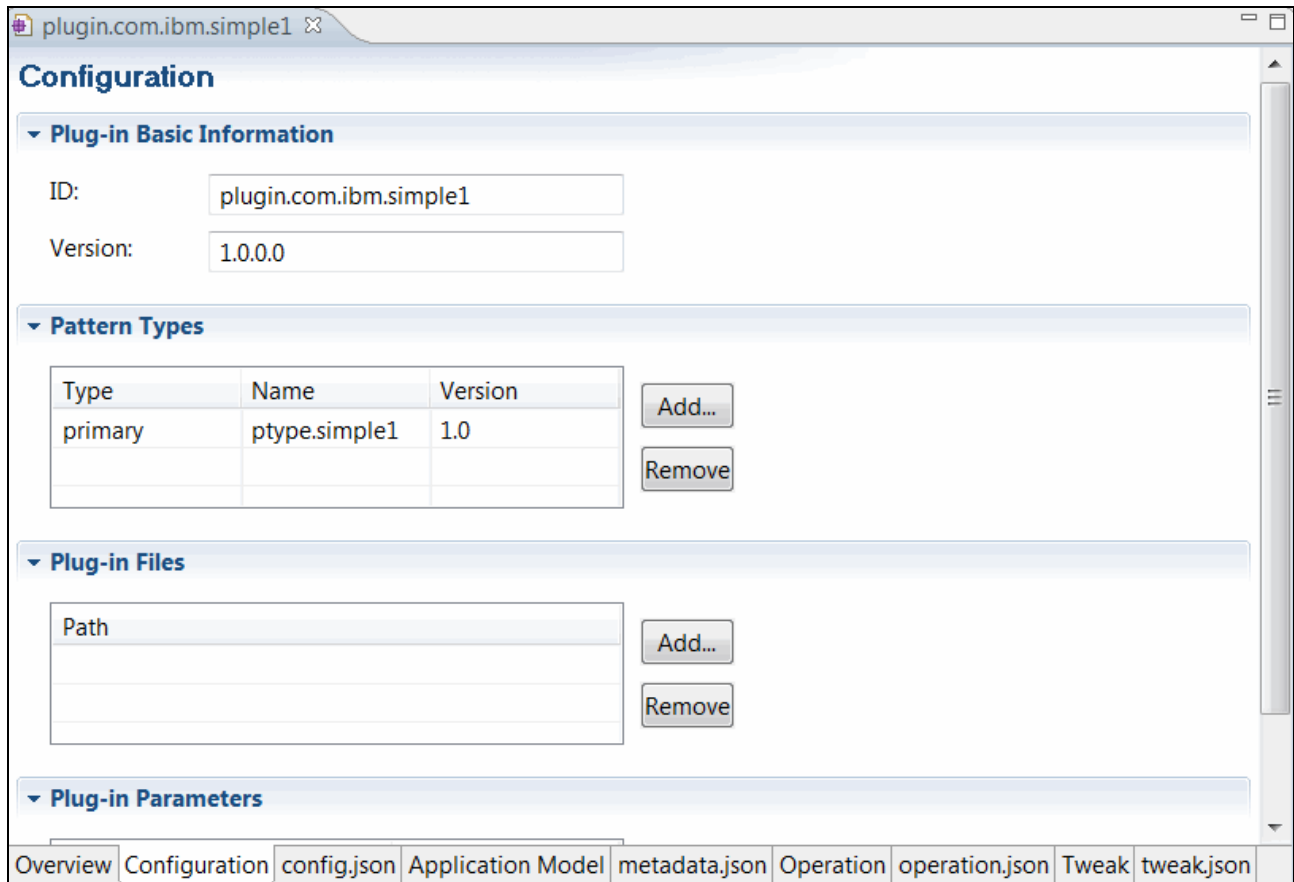 plugin.com.ibm.simple1
Configuration
Plug-in Basic Information
ID: plugin.com.ibm.simple1
Version: 1.0.0.0
Pattern Types
Type Name Version
primary ptype.simple1 1.0
Add...
Remove
Plug-in Files
Path
Add...
Remove
Plug-in Parameters
Overview Configuration config.json Application Model metadata.json Operation operation.json Tweak tweak.json